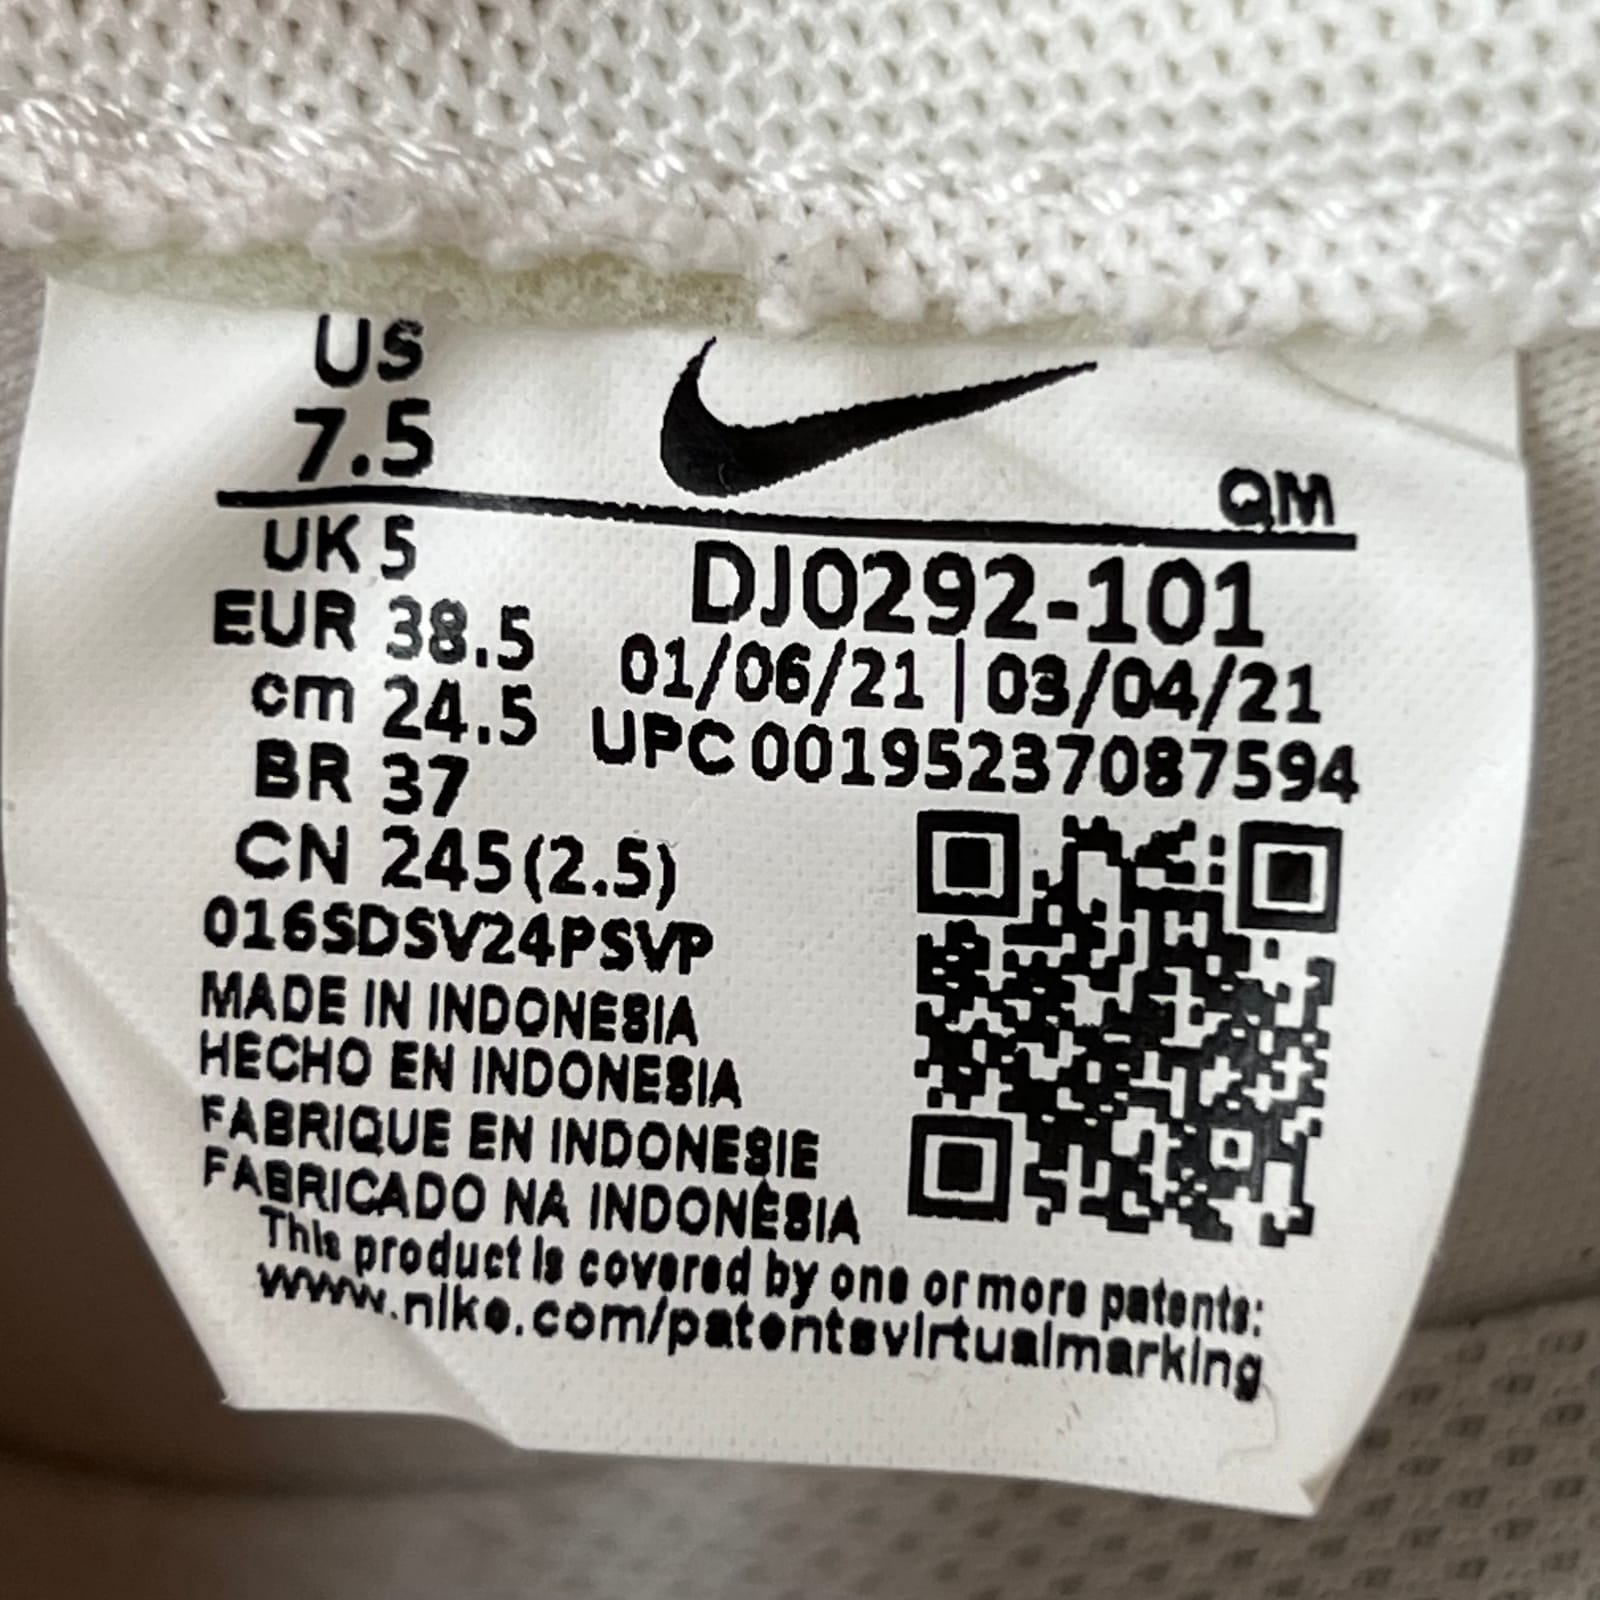 US
7.5
QM
UK 5
EUR 38.5
cm 24.5
BR 37
CN 245(2.5)
DJ0292-101
01/06/21 | 03/04/21
UPC 00195237087594
016SDSV24PSVP
MADE IN INDONESIA
HECHO EN INDONESIA
FABRIQUE EN INDONESIE
FABRICADO NA INDONÉSIA
This product is covered by one or more patents:
www.nike.com/patentsvirtualmarking